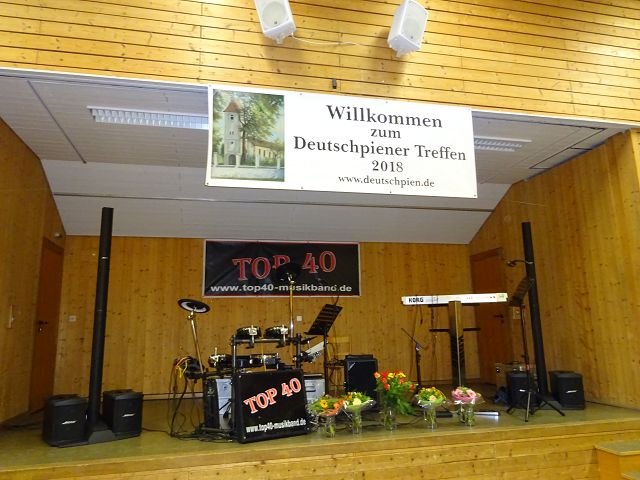 Willkommen
zum
Deutschpiener Treffen
2018
www.deutschpien.de
TOP 40
www.top40-musikband.de
KORG
TOP 40
www.top40-musikband.de